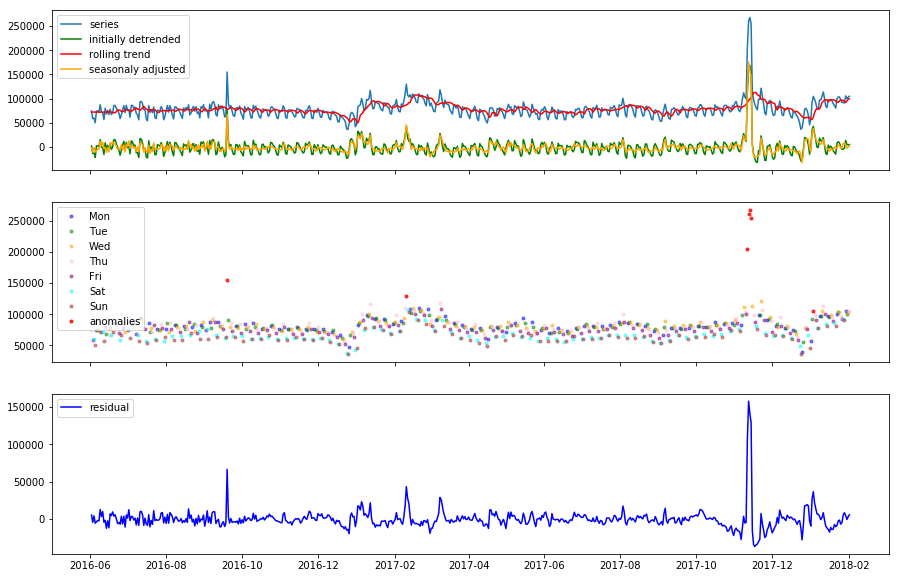 250000
200000
150000
100000
50000
0
series
initially detrended
rolling trend
seasonaly adjusted
250000
200000
150000
100000
50000
Mon
Tue
Wed
Thu
Fri
Sat
Sun
anomalies
150000
100000
50000
0
residual
2016-06 2016-08 2016-10 2016-12 2017-02 2017-04 2017-06 2017-08 2017-10 2017-12 2018-02